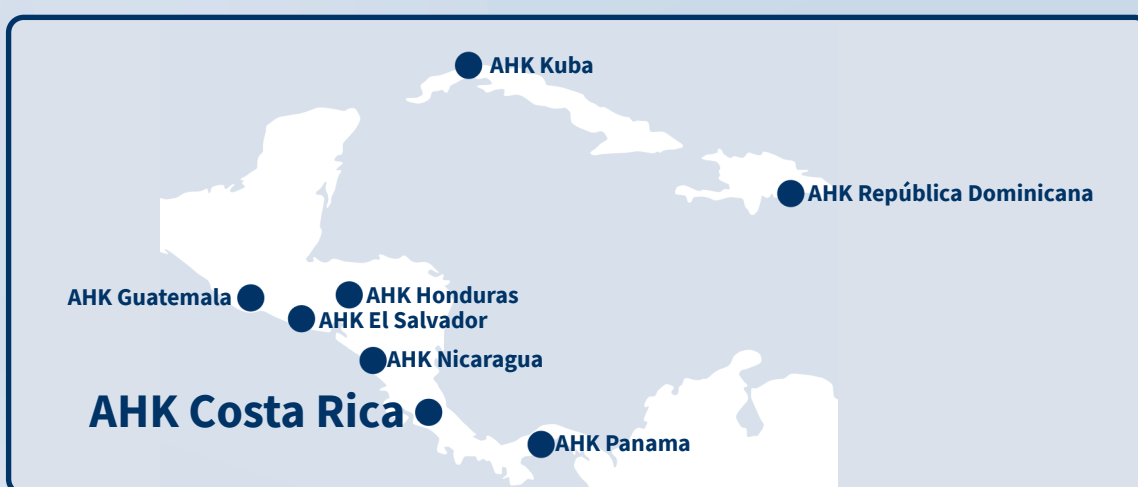 AHK Kuba
AHK República Dominicana
AHK Guatemala
AHK Honduras
AHK El Salvador
AHK Nicaragua
AHK Costa Rica
AHK Panama